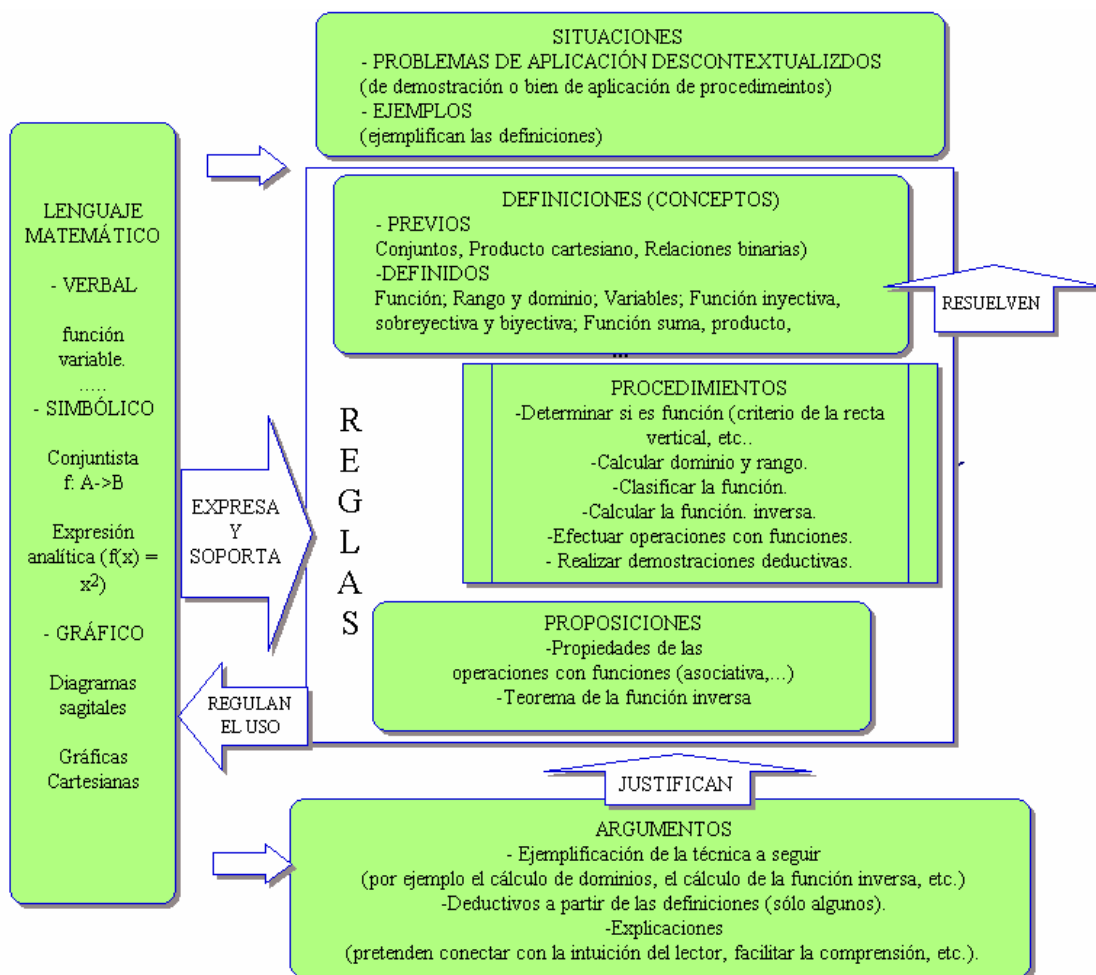 SITUACIONES
- PROBLEMAS DE APLICACIÓN DESCONTEXTUALIZDOS
(de demostración o bien de aplicación de procedimeintos)
- EJEMPLOS
(ejemplifican las definiciones)
LENGUAJE
MATEMÁTICO
- VERBAL
función
variable.
.....
- SIMBÓLICO
Conjuntista
f: A->B
Expresión
analítica (f(x) =
x²)
- GRÁFICO
Diagramas
sagitales
Gráficas
Cartesianas
EXPRESA
Y
SOPORTA
REGULAN
EL USO
R
E
G
L
A
S
DEFINICIONES (CONCEPTOS)
- PREVIOS
Conjuntos, Producto cartesiano, Relaciones binarias)
-DEFINIDOS
Función; Rango y dominio; Variables; Función inyectiva,
sobreyectiva y biyectiva; Función suma, producto,
...
RESUELVEN
PROCEDIMIENTOS
-Determinar si es función (criterio de la recta
vertical, etc..
-Calcular dominio y rango.
-Clasificar la función.
-Calcular la función. inversa.
-Efectuar operaciones con funciones.
- Realizar demostraciones deductivas.
PROPOSICIONES
-Propiedades de las
operaciones con funciones (asociativa,...)
-Teorema de la función inversa
JUSTIFICAN
ARGUMENTOS
- Ejemplificación de la técnica a seguir
(por ejemplo el cálculo de dominios, el cálculo de la función inversa, etc.)
-Deductivos a partir de las definiciones (sólo algunos).
-Explicaciones
(pretenden conectar con la intuición del lector, facilitar la comprensión, etc.).